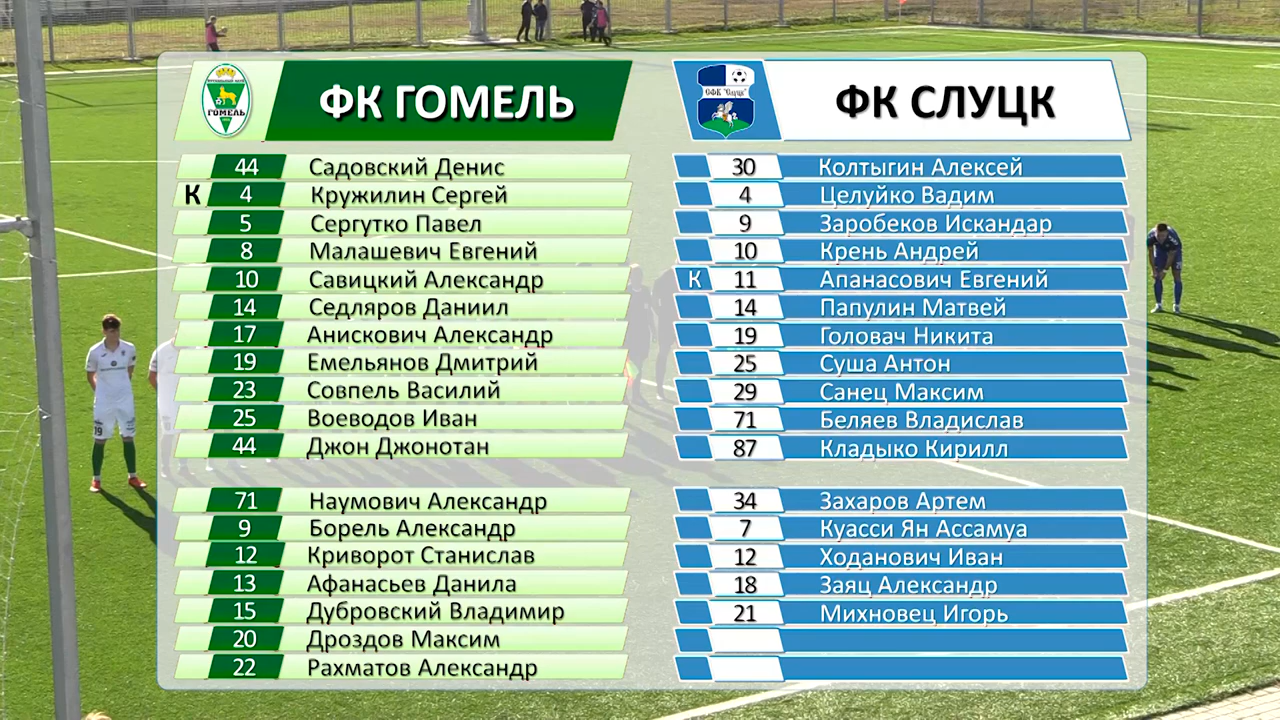 ГОМЕЛЬ
ФК ГОМЕЛЬ
СФК "Слуцк"
ФК СЛУЦК
44 Садовский Денис
К 4 Кружилин Сергей
5 Сергутко Павел
8 Малашевич Евгений
10 Савицкий Александр
14 Седляров Даниил
17 Анискович Александр
19 Емельянов Дмитрий
23 Совпель Василий
25 Воеводов Иван
44 Джон Джонотан
71 Наумович Александр
9 Борель Александр
12 Криворот Станислав
13 Афанасьев Данила
15 Дубровский Владимир
20 Дроздов Максим
22 Рахматов Александр
30 Колтыгин Алексей
4 Целуйко Вадим
9 Заробеков Искандар
10 Крень Андрей
К 11 Апанасович Евгений
14 Папулин Матвей
19 Головач Никита
25 Суша Антон
29 Санец Максим
71 Беляев Владислав
87 Кладыко Кирилл
34 Захаров Артем
7 Куасси Ян Ассамуа
12 Ходанович Иван
18 Заяц Александр
21 Михновец Игорь
19